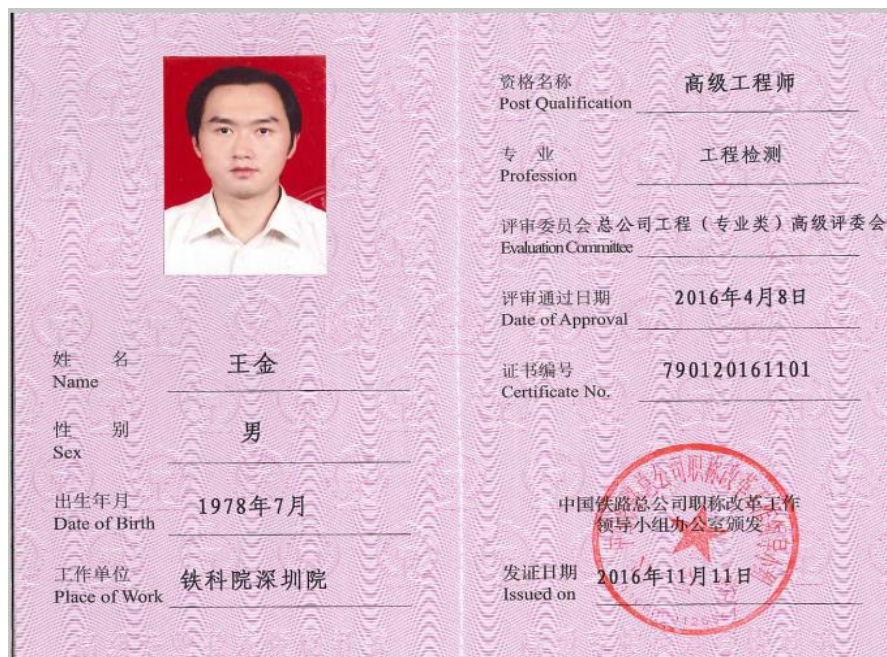 姓 名 王金
Name
性 别 男
Sex
出生年月 1978年7月
Date of Birth
工作单位 铁科院深圳院
Place of Work
资格名称 高级工程师
Post Qualification
专 业 工程检测
Profession
评审委员会 总公司工程（专业类）高级评委会
Evaluation Committee
评审通过日期 2016年4月8日
Date of Approval
证书编号 790120161101
Certificate No.
中国铁路总公司职称改革工作
领导小组办公室颁发
发证日期 2016年11月11日
Issued on